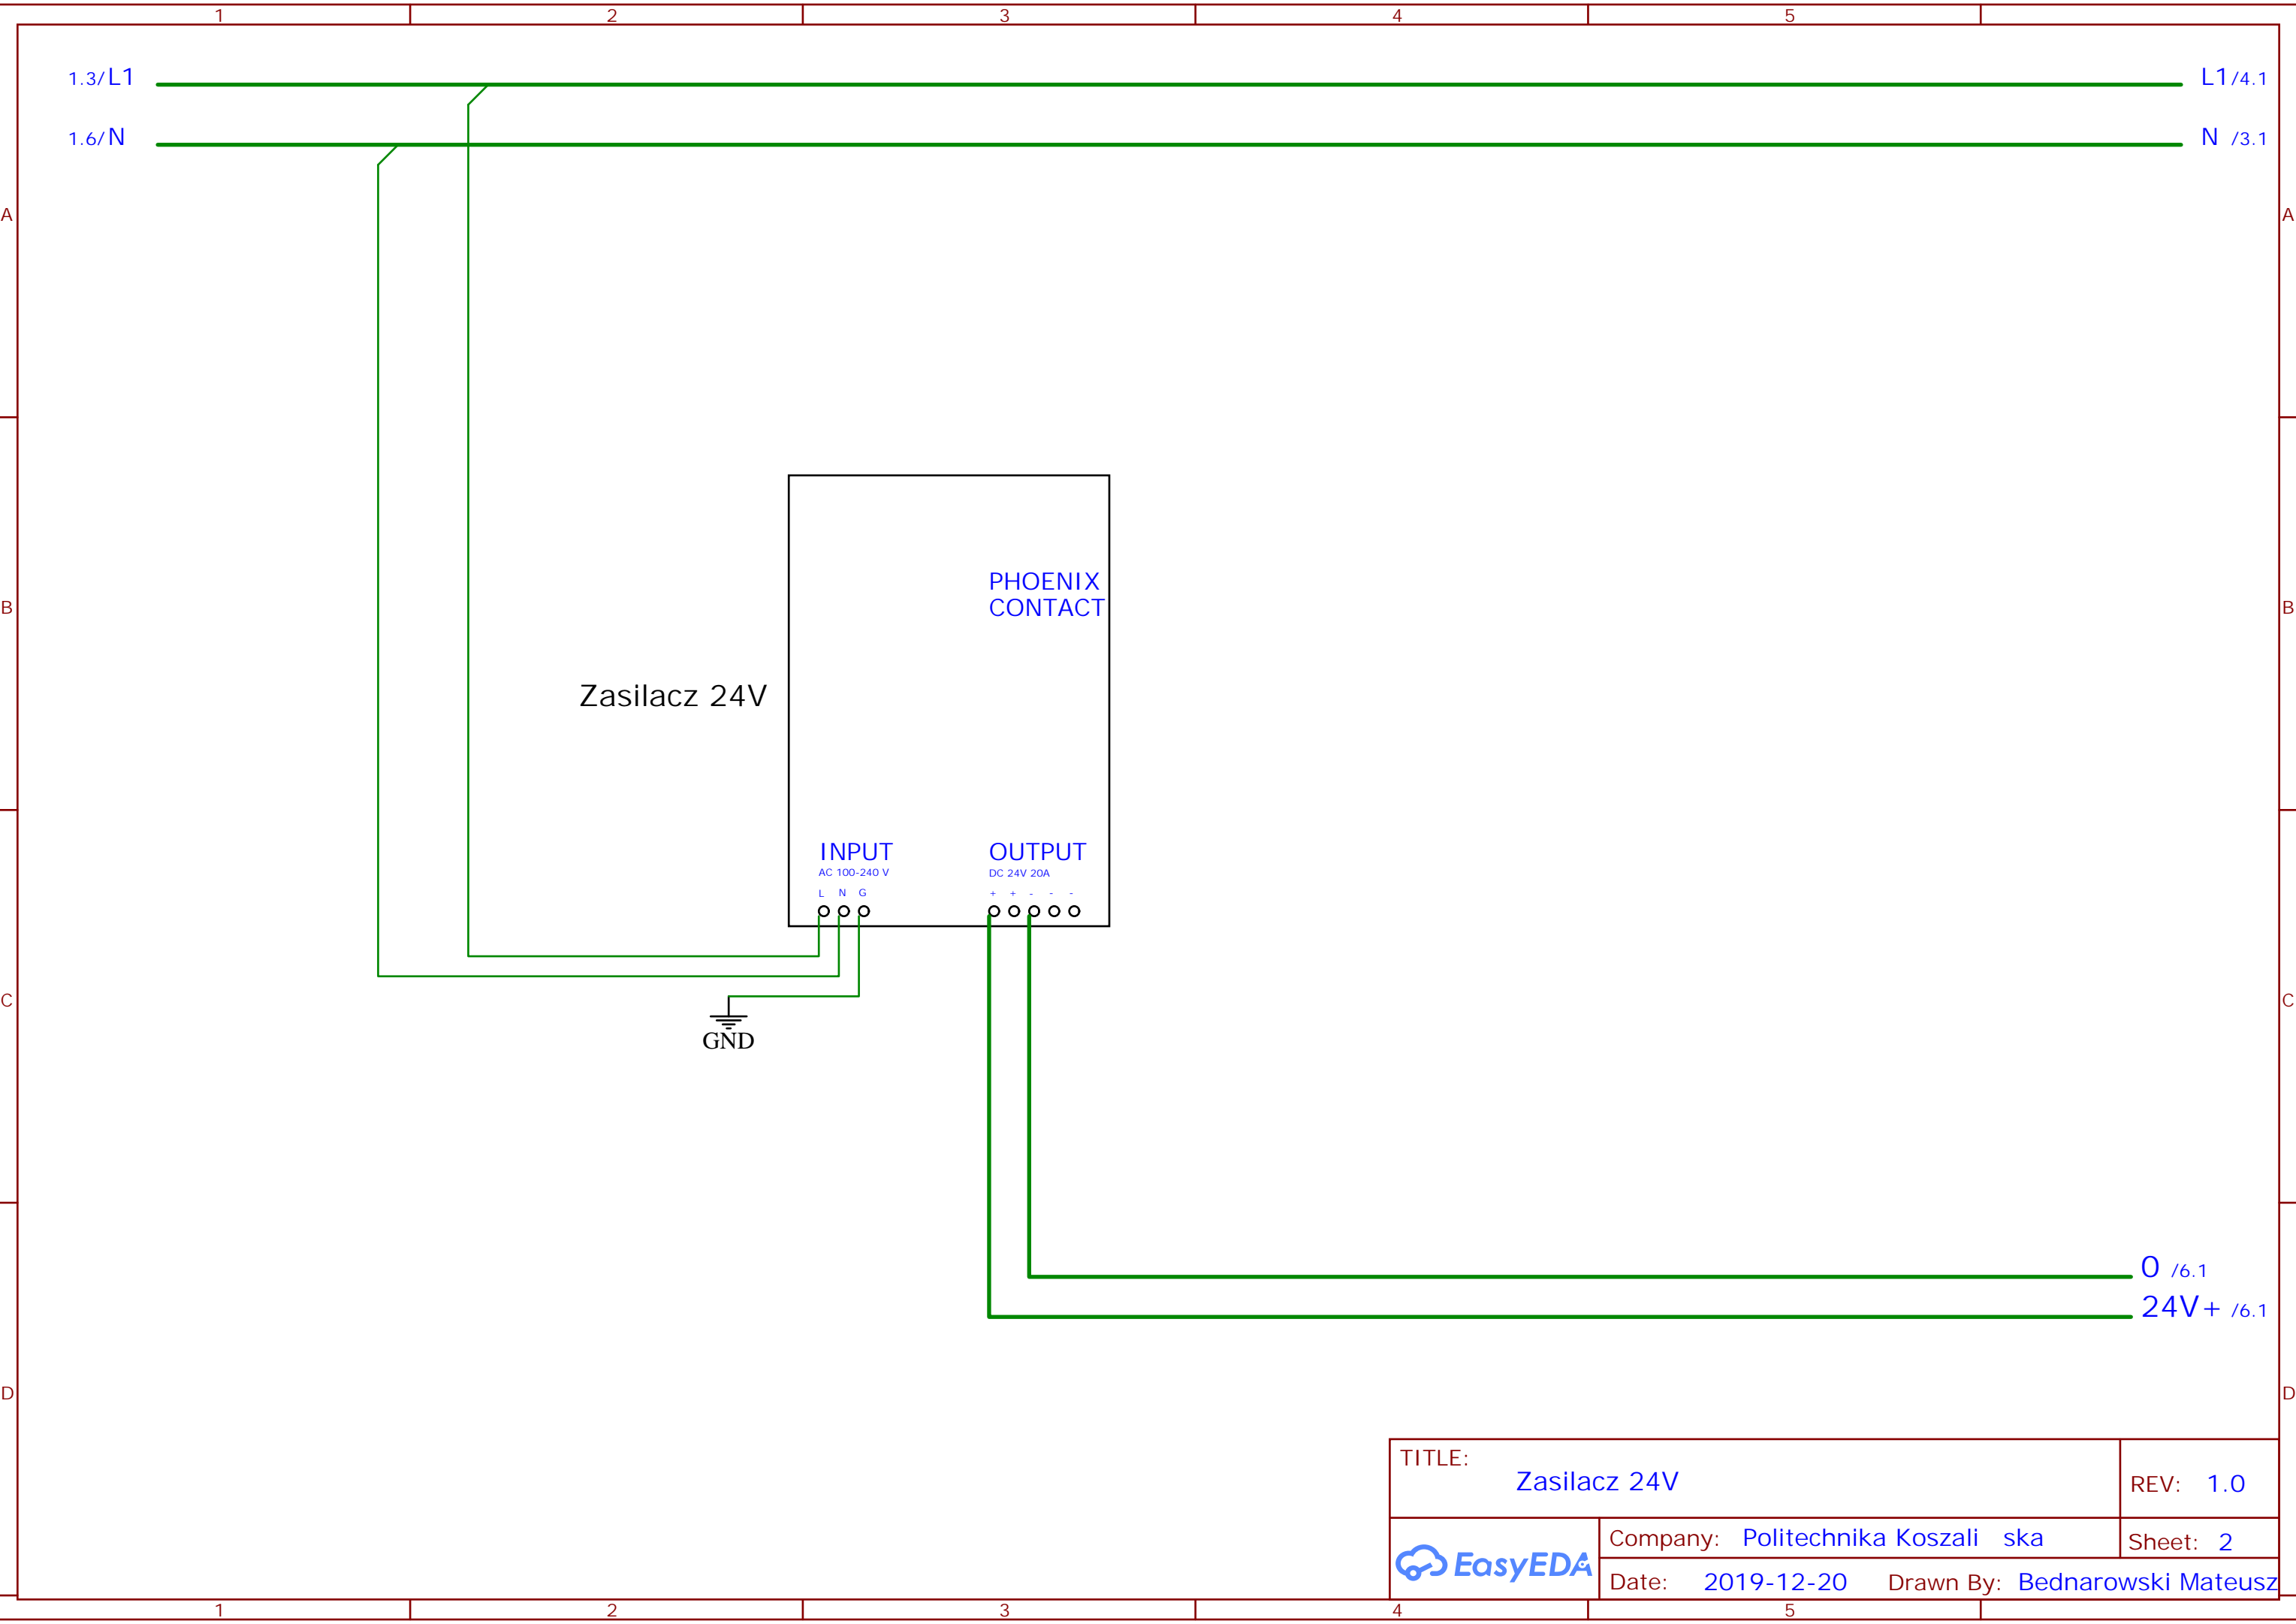 1 2 3 4 5
1.3/L1 L1/4.1
1.6/N N /3.1
A A
PHOENIX
CONTACT
B B
Zasilacz 24V
INPUT OUTPUT
AC 100-240 V DC 24V 20A
L N G + + - - -
C C
GND
0 /6.1
24V+ /6.1
D D
TITLE:
Zasilacz 24V
REV: 1.0
Company: Politechnika Koszali ska
Sheet: 2
EasyEDA
Date: 2019-12-20 Drawn By: Bednarowski Mateusz
1 2 3 4 5